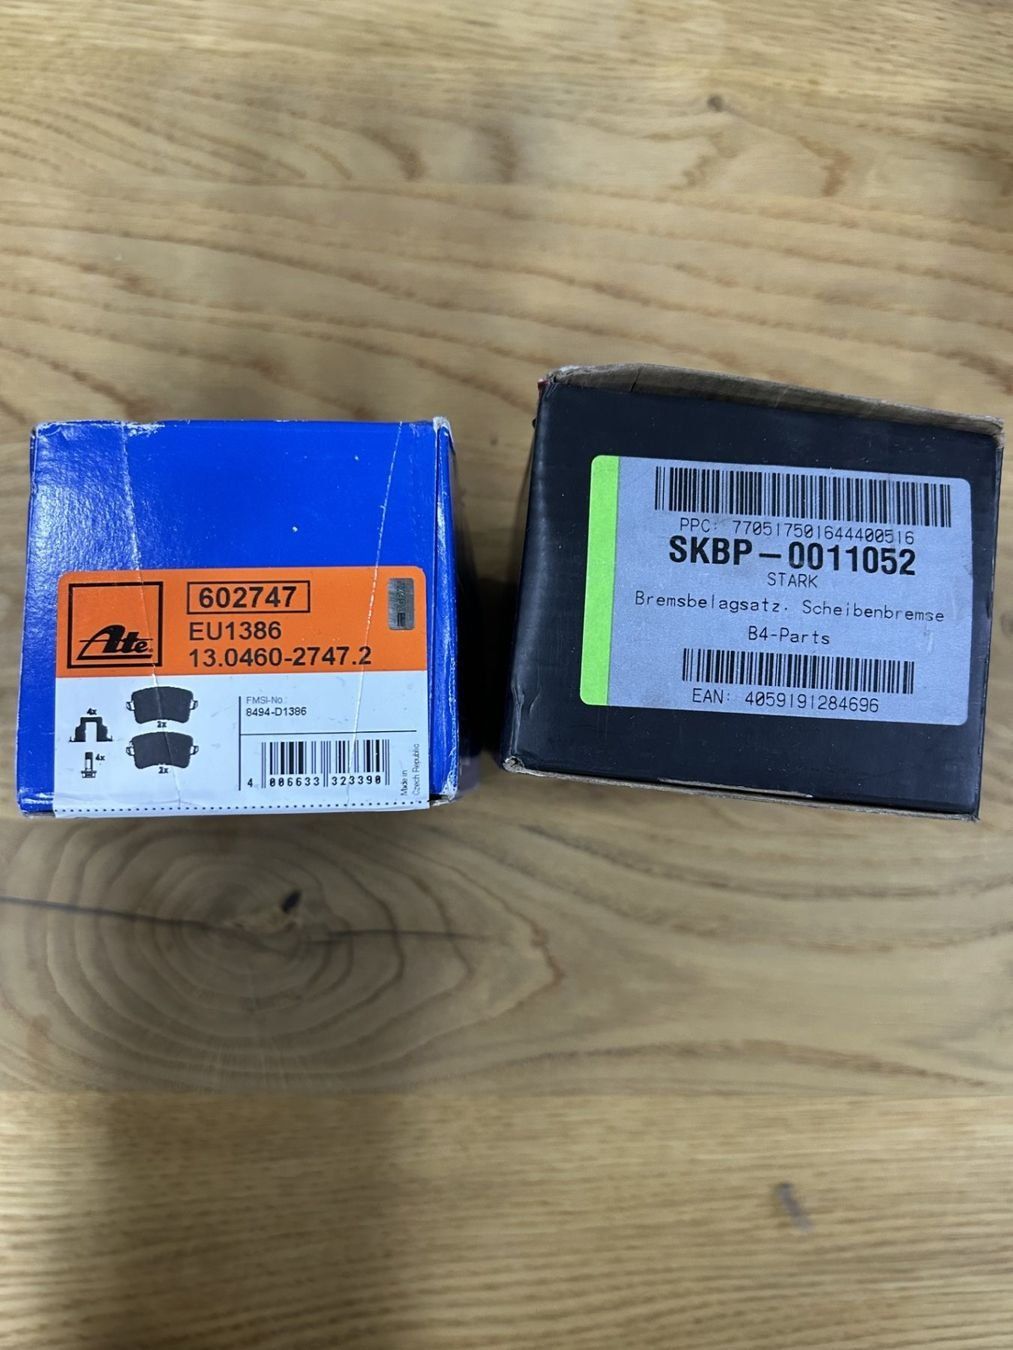 Ate
602747
EU1386
13.0460-2747.2
FMSI-No.:
8494-D1386
4x
2x
4x
2x
4 006633 323390
Made in
Czech Republic
PPC: 770517501644400516
SKBP-0011052
STARK
Bremsbelagsatz. Scheibenbremse
B4-Parts
EAN: 4059191284696